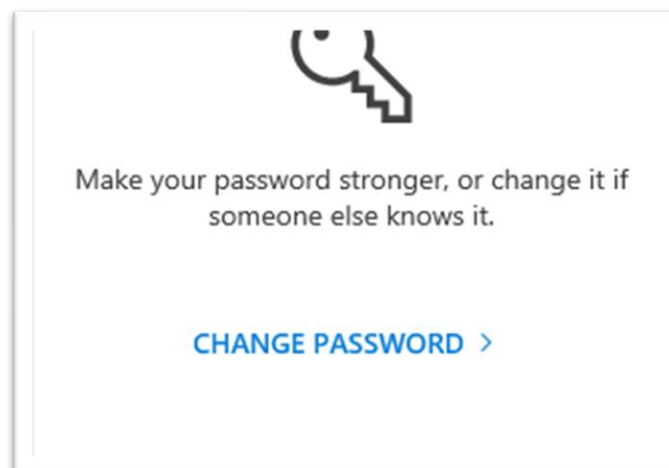 Make your password stronger, or change it if
someone else knows it.
CHANGE PASSWORD >